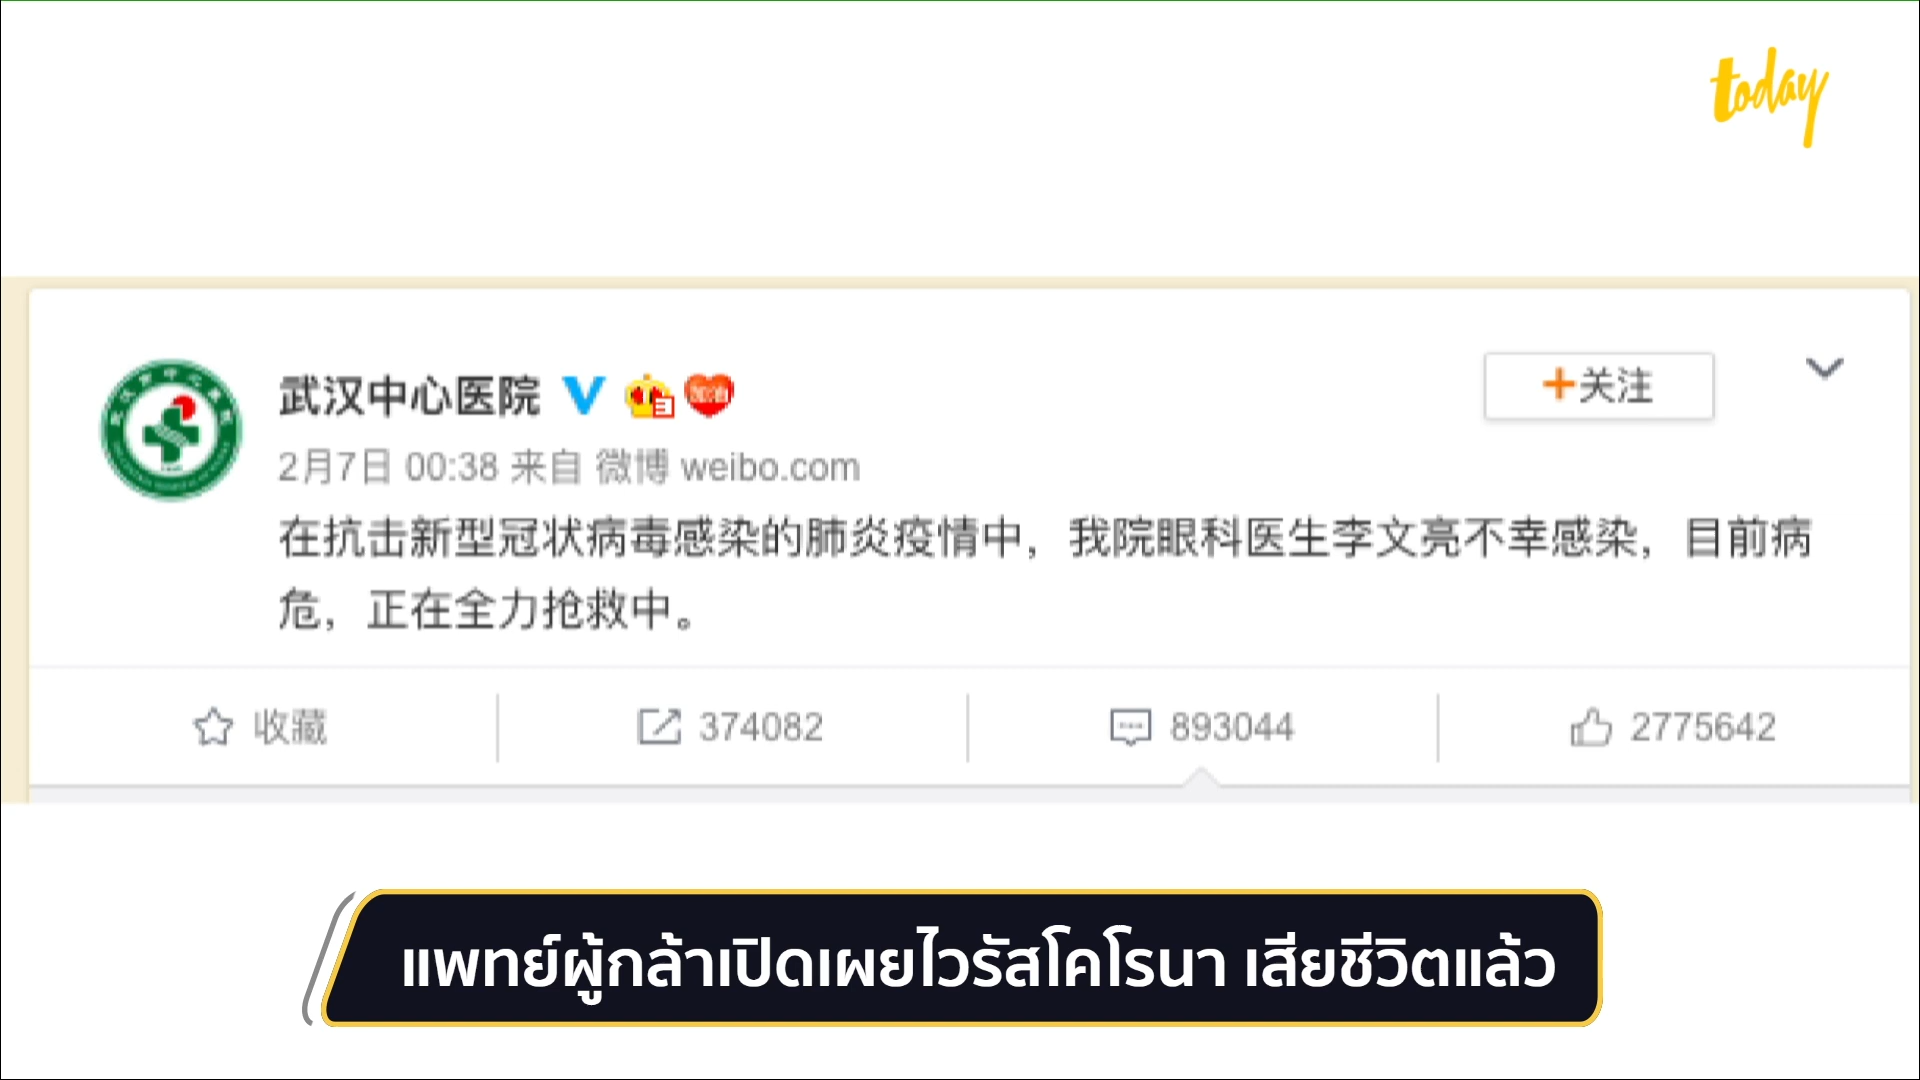 today
武汉中心医院
+关注
2月7日 00:38 来自 微博 weibo.com
在抗击新型冠状病毒感染的肺炎疫情中，我院眼科医生李文亮不幸感染，目前病
危，正在全力抢救中。
收藏 374082 893044 2775642
แพทย์ผู้กล้าเปิดเผยไวรัสโคโรนา เสียชีวิตแล้ว